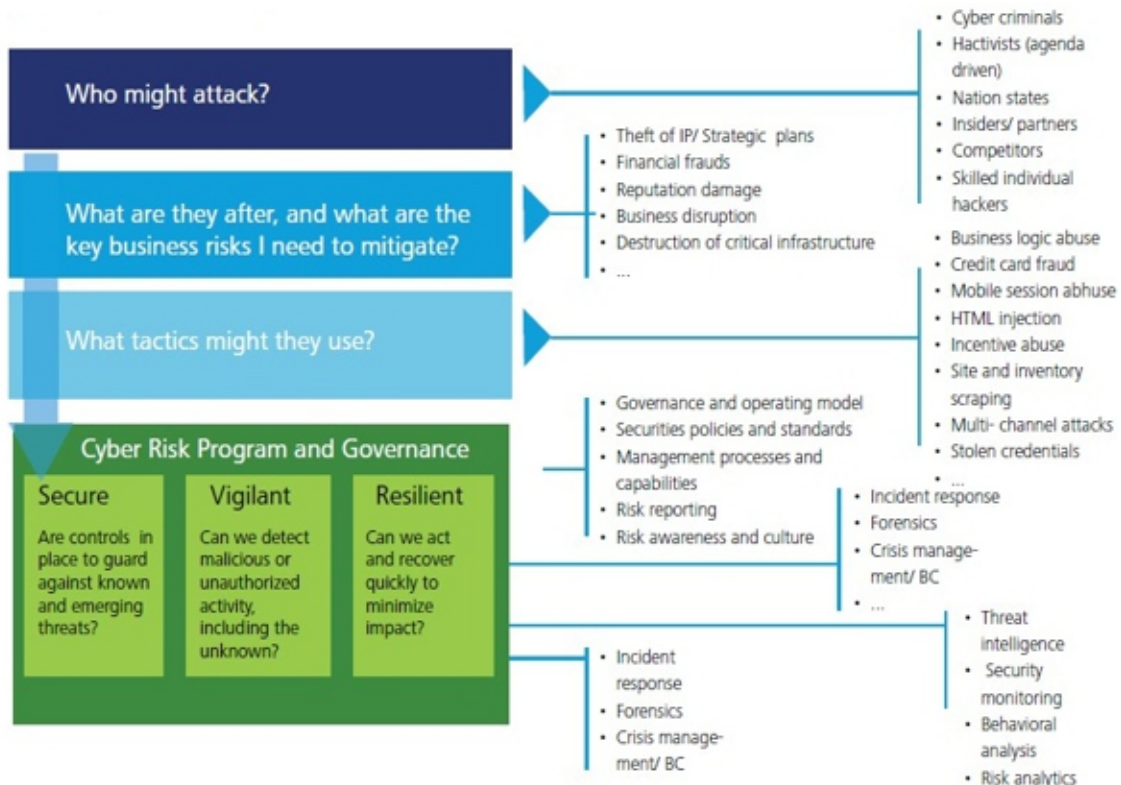 Who might attack?
• Cyber criminals
• Hactivists (agenda
driven)
• Nation states
• Insiders/ partners
• Competitors
• Skilled individual
hackers
What are they after, and what are the
key business risks I need to mitigate?
• Theft of IP/ Strategic plans
• Financial frauds
• Reputation damage
• Business disruption
• Destruction of critical infrastructure
• ...
What tactics might they use?
• Business logic abuse
• Credit card fraud
• Mobile session abhuse
• HTML injection
• Incentive abuse
• Site and inventory
scraping
• Multi- channel attacks
• Stolen credentials
• ...
Cyber Risk Program and Governance
• Governance and operating model
• Securities policies and standards
• Management processes and
capabilities
• Risk reporting
• Risk awareness and culture
Secure
Are controls in
place to guard
against known
and emerging
threats?
Vigilant
Can we detect
malicious or
unauthorized
activity,
including the
unknown?
Resilient
Can we act
and recover
quickly to
minimize
impact?
• Incident response
• Forensics
• Crisis manage-
ment/ BC
• ...
• Threat
intelligence
• Security
monitoring
• Behavioral
analysis
• Risk analytics
• Incident
response
• Forensics
• Crisis manage-
ment/ BC